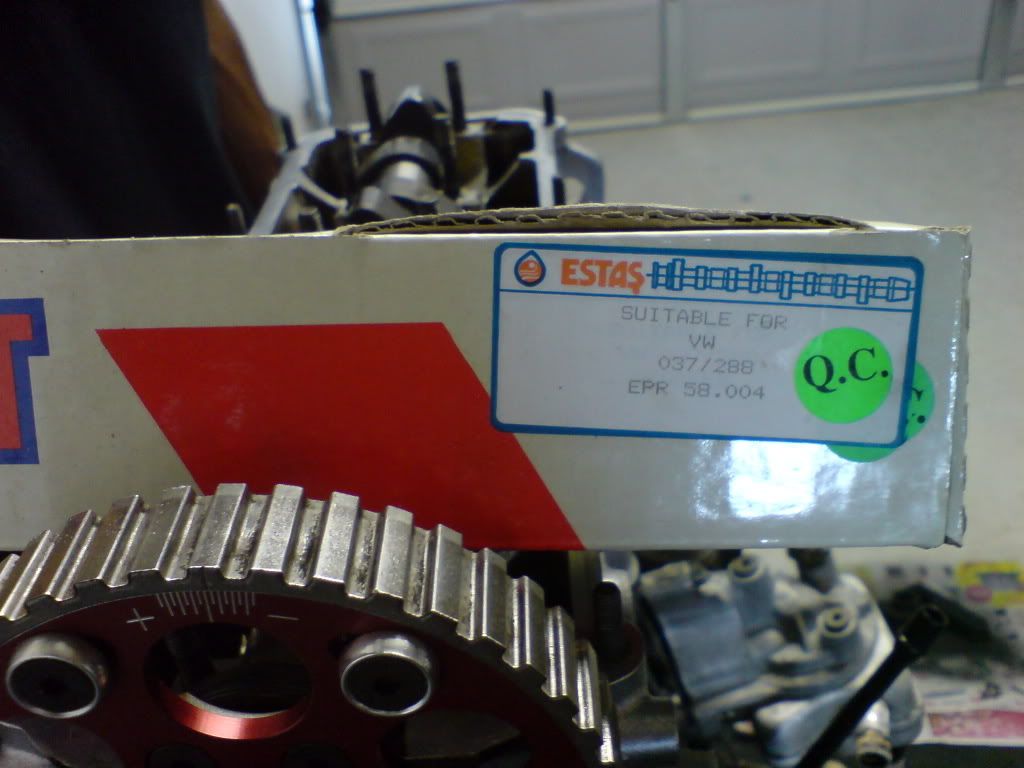 ESTAŞ
SUITABLE FOR
VW
037/288
EPR 58.004
Q.C.
+ −